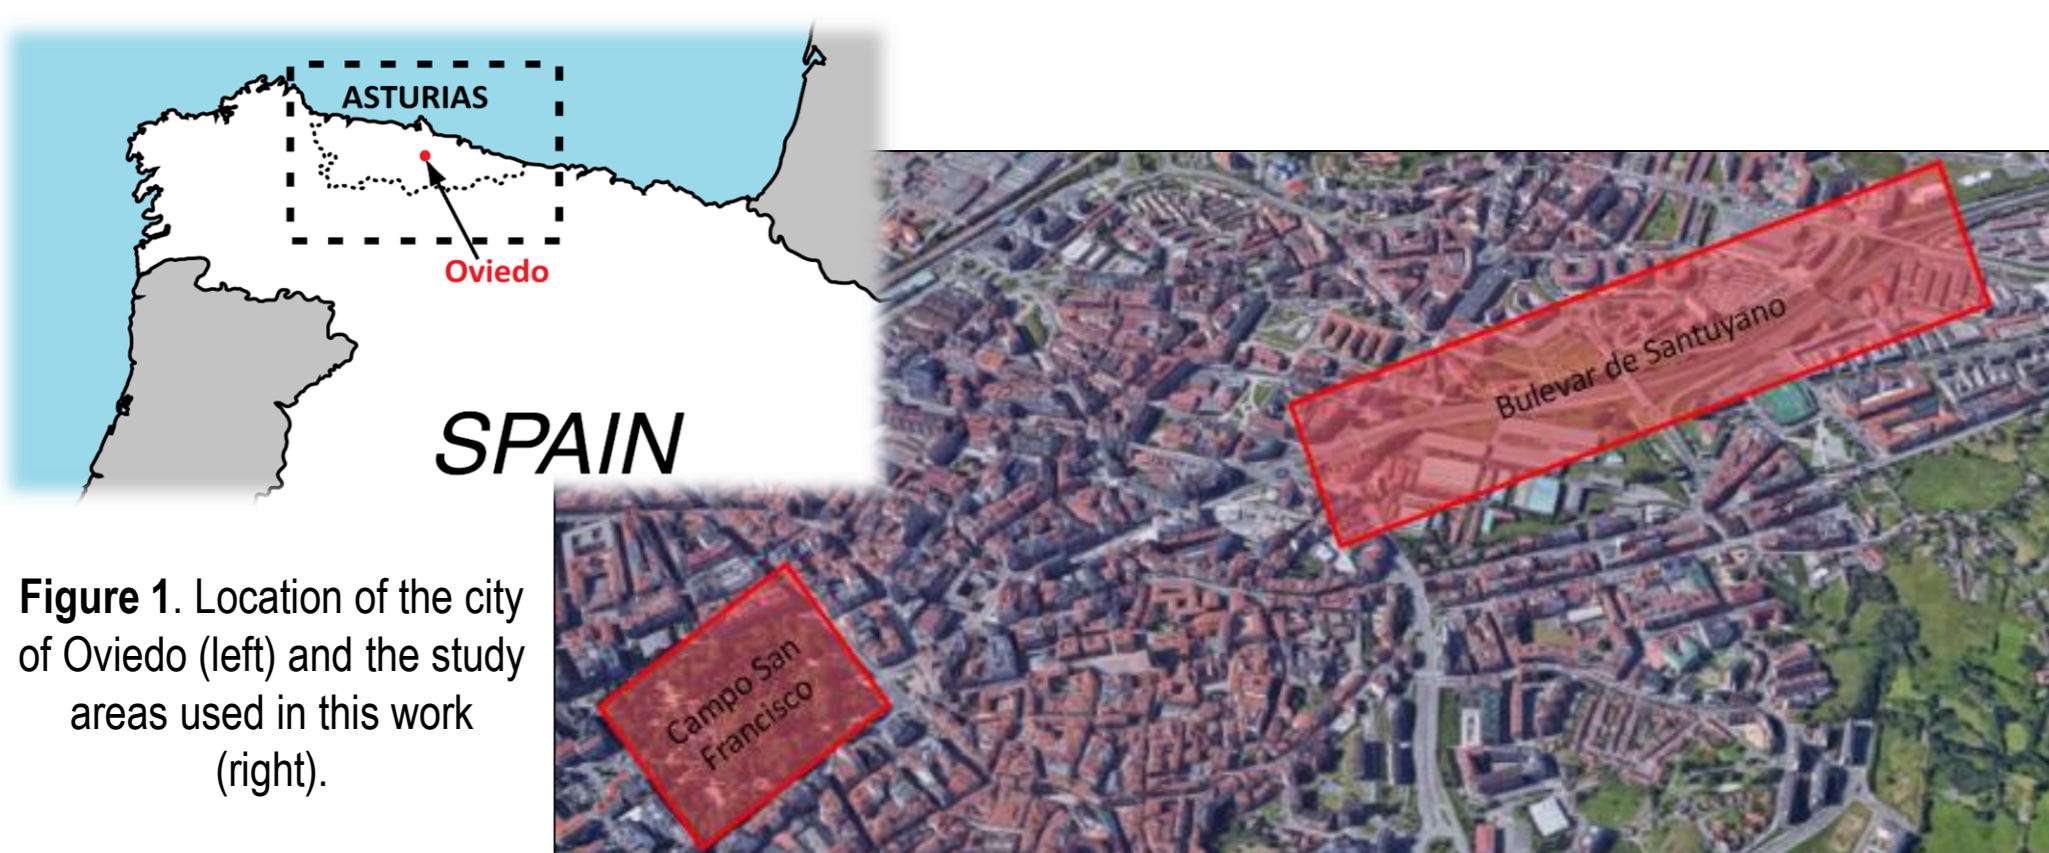 ASTURIAS
Oviedo
SPAIN
Bulevar de Santuyano
Campo San
Francisco
Figure 1. Location of the city
of Oviedo (left) and the study
areas used in this work
(right).